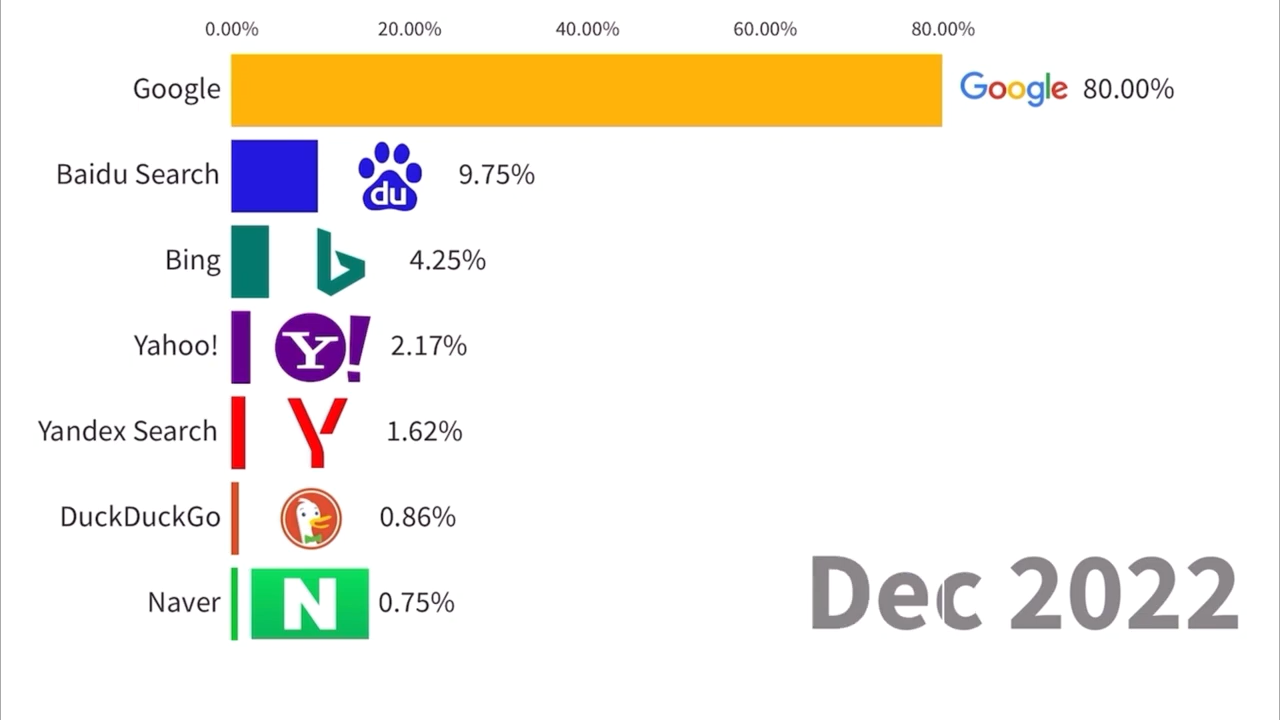 0.00% 20.00% 40.00% 60.00% 80.00%
Google Google 80.00%
Baidu Search du 9.75%
Bing b 4.25%
Yahoo! Y! 2.17%
Yandex Search Y 1.62%
DuckDuckGo 0.86%
Naver N 0.75%
Dec 2022